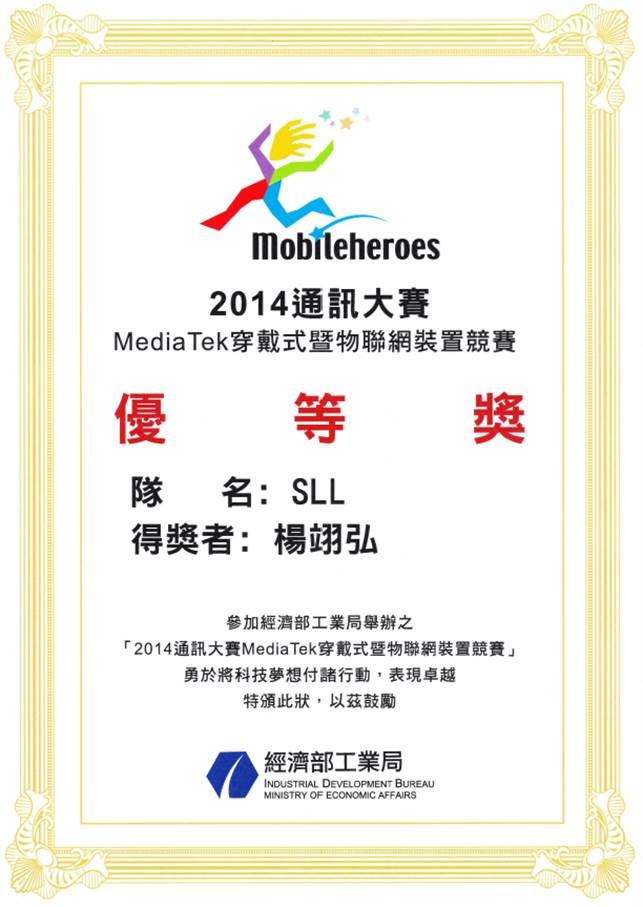 Mobileheroes
2014通訊大賽
MediaTek穿戴式暨物聯網裝置競賽
優等獎
隊名: SLL
得獎者: 楊翊弘
參加經濟部工業局舉辦之
「2014通訊大賽MediaTek穿戴式暨物聯網裝置競賽」
勇於將科技夢想付諸行動，表現卓越
特頒此狀，以茲鼓勵
經濟部工業局
INDUSTRIAL DEVELOPMENT BUREAU
MINISTRY OF ECONOMIC AFFAIRS